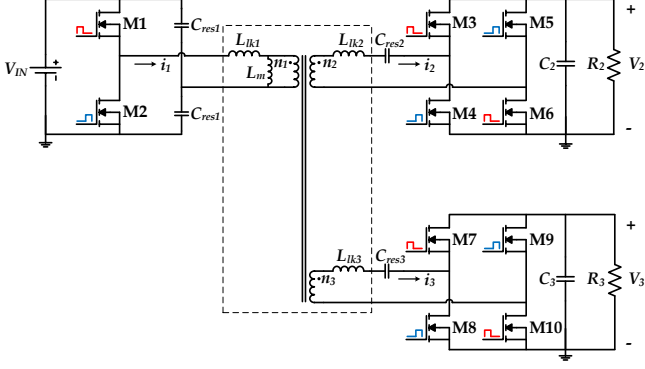 M1
C_res1
V_IN
+
i_1
L_lk1
L_m
n_1
n_2
L_lk2
C_res2
i_2
M2
C_res1
M3
M5
C_2
R_2
+
V_2
-
M4
M6
L_lk3
C_res3
n_3
i_3
M7
M9
C_3
R_3
+
V_3
-
M8
M10